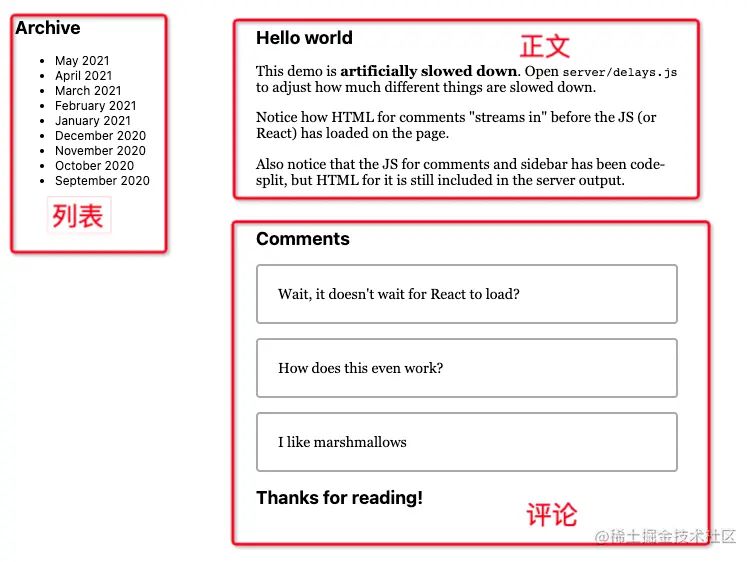 Archive
May 2021
April 2021
March 2021
February 2021
January 2021
December 2020
November 2020
October 2020
September 2020
列表
Hello world
正文
This demo is artificially slowed down. Open server/delays.js
to adjust how much different things are slowed down.
Notice how HTML for comments "streams in" before the JS (or
React) has loaded on the page.
Also notice that the JS for comments and sidebar has been code-
split, but HTML for it is still included in the server output.
Comments
Wait, it doesn't wait for React to load?
How does this even work?
I like marshmallows
Thanks for reading!
评论
@稀土掘金技术社区